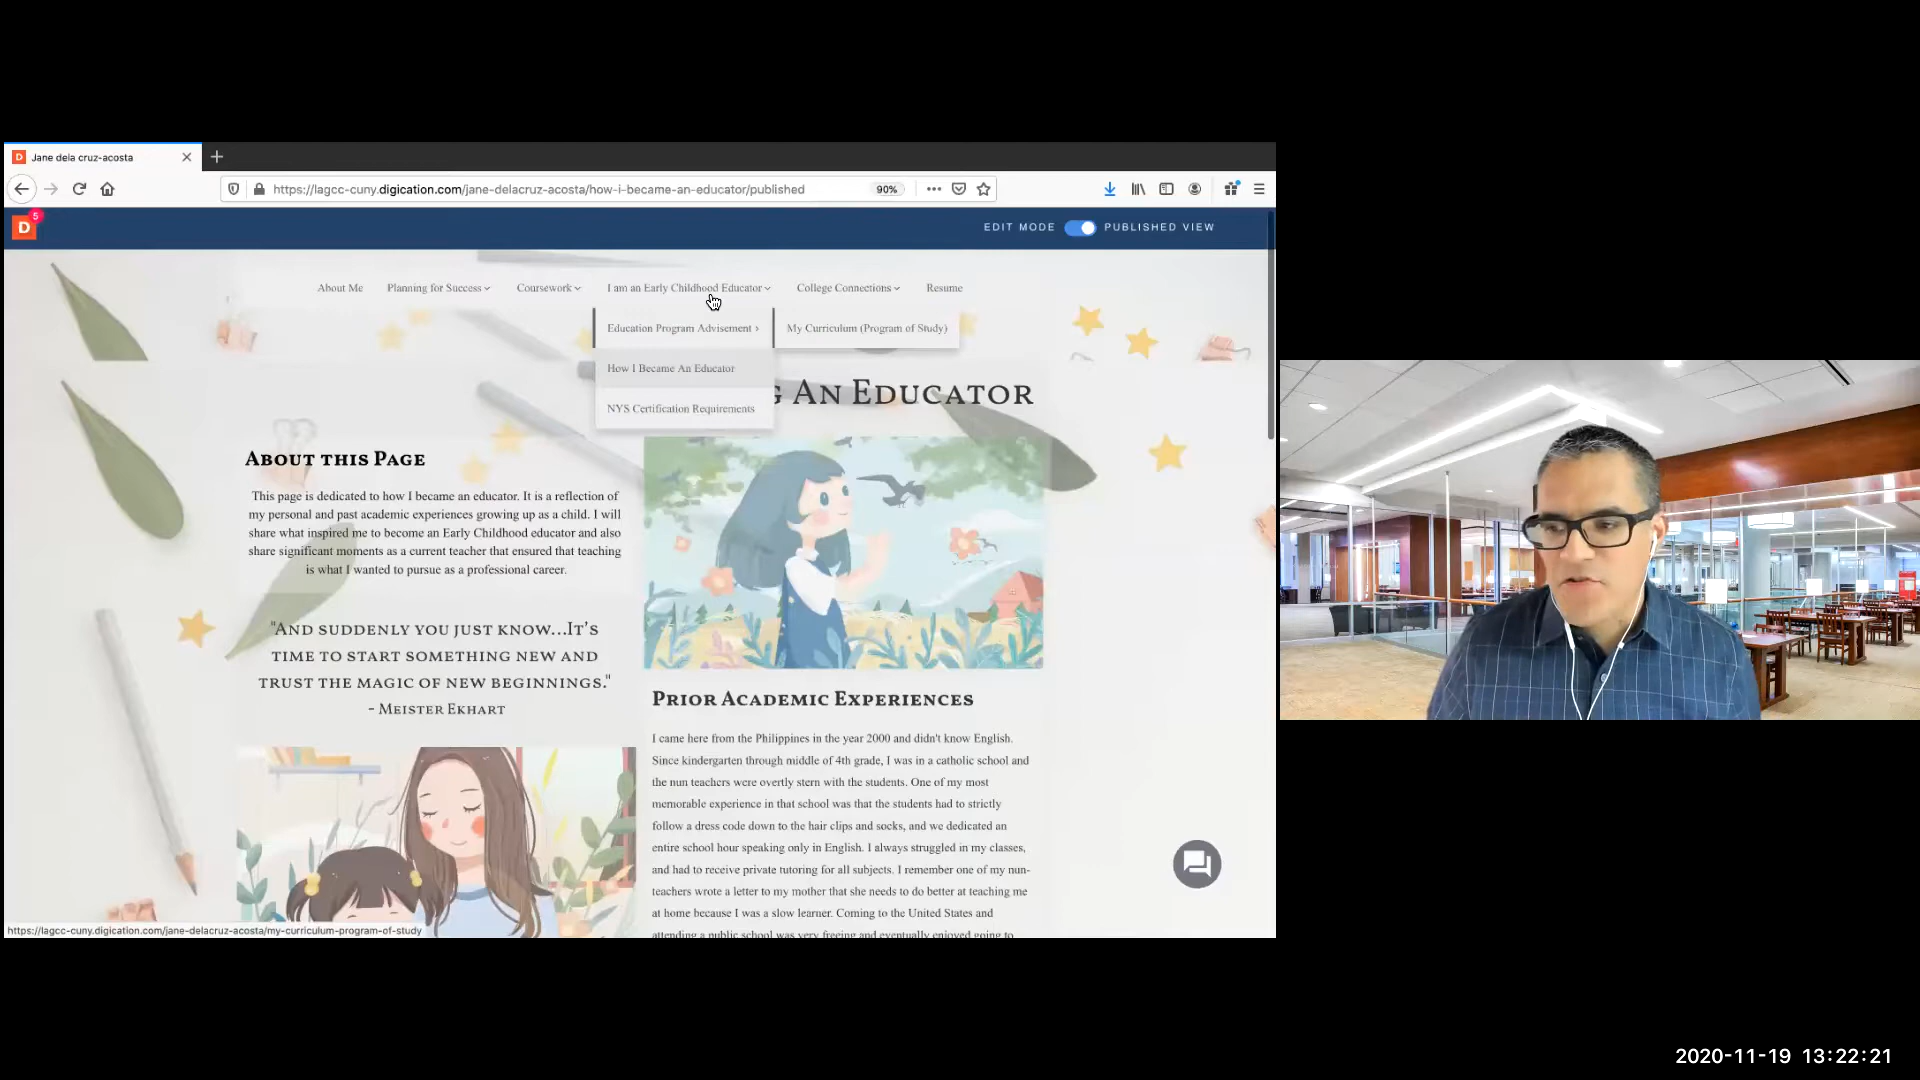 Jane dela cruz-acosta
https://lagcc-cuny.digication.com/jane-delacruz-acosta/how-i-became-an-educator/published
90%
D
5
EDIT MODE
PUBLISHED VIEW
About Me
Planning for Success
Coursework
I am an Early Childhood Educator
College Connections
Resume
Education Program Advisement
My Curriculum (Program of Study)
How I Became An Educator
NYS Certification Requirements
An Educator
About this Page
This page is dedicated to how I became an educator. It is a reflection of
my personal and past academic experiences growing up as a child. I will
share what inspired me to become an Early Childhood educator and also
share significant moments as a current teacher that ensured that teaching
is what I wanted to pursue as a professional career.
"And suddenly you just know...It's
time to start something new and
trust the magic of new beginnings."
- Meister Ekhart
Prior Academic Experiences
I came here from the Philippines in the year 2000 and didn't know English.
Since kindergarten through middle of 4th grade, I was in a catholic school and
the nun teachers were overtly stern with the students. One of my most
memorable experience in that school was that the students had to strictly
follow a dress code down to the hair clips and socks, and we dedicated an
entire school hour speaking only in English. I always struggled in my classes,
and had to receive private tutoring for all subjects. I remember one of my nun-
teachers wrote a letter to my mother that she needs to do better at teaching me
at home because I was a slow learner. Coming to the United States and
attending a public school was very freeing and eventually enjoyed going to
https://lagcc-cuny.digication.com/jane-delacruz-acosta/my-curriculum-program-of-study
2020-11-19 13:22:21